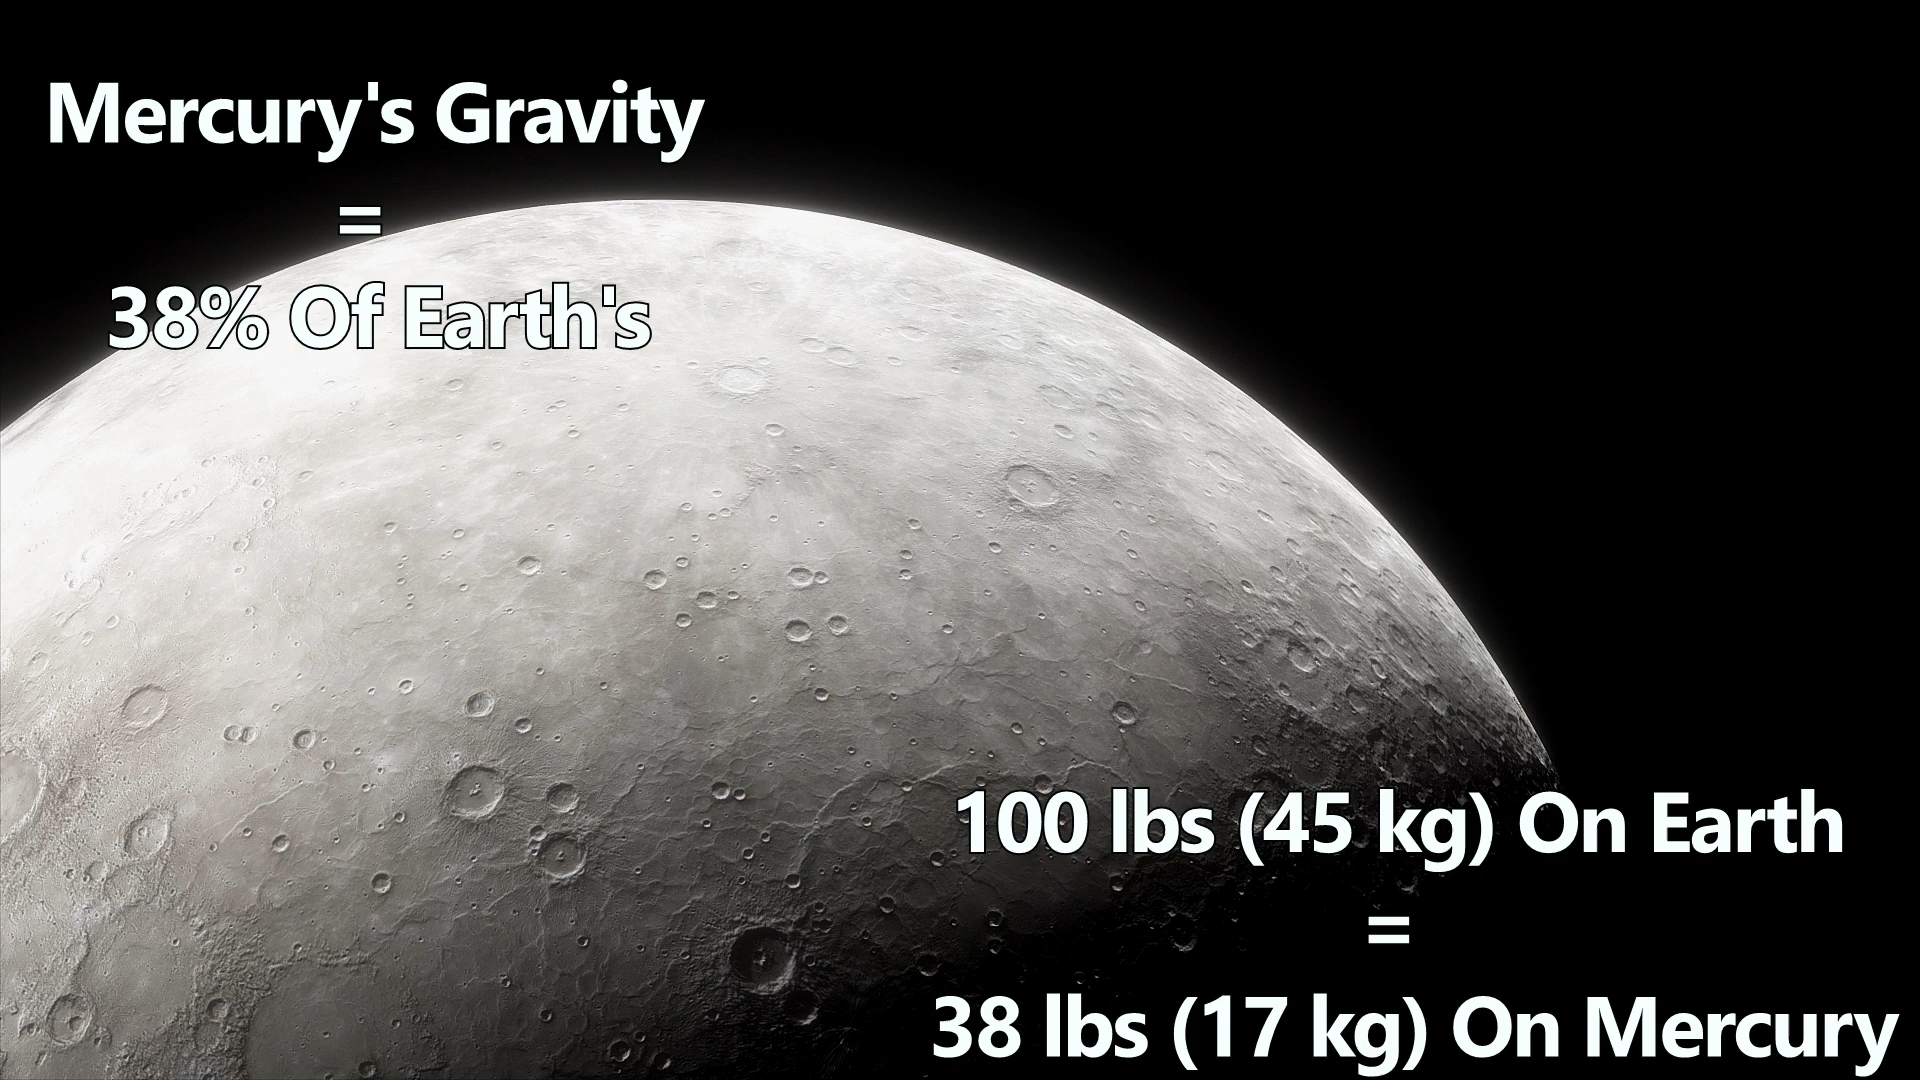 Mercury's Gravity
=
38% Of Earth's
100 lbs (45 kg) On Earth
=
38 lbs (17 kg) On Mercury